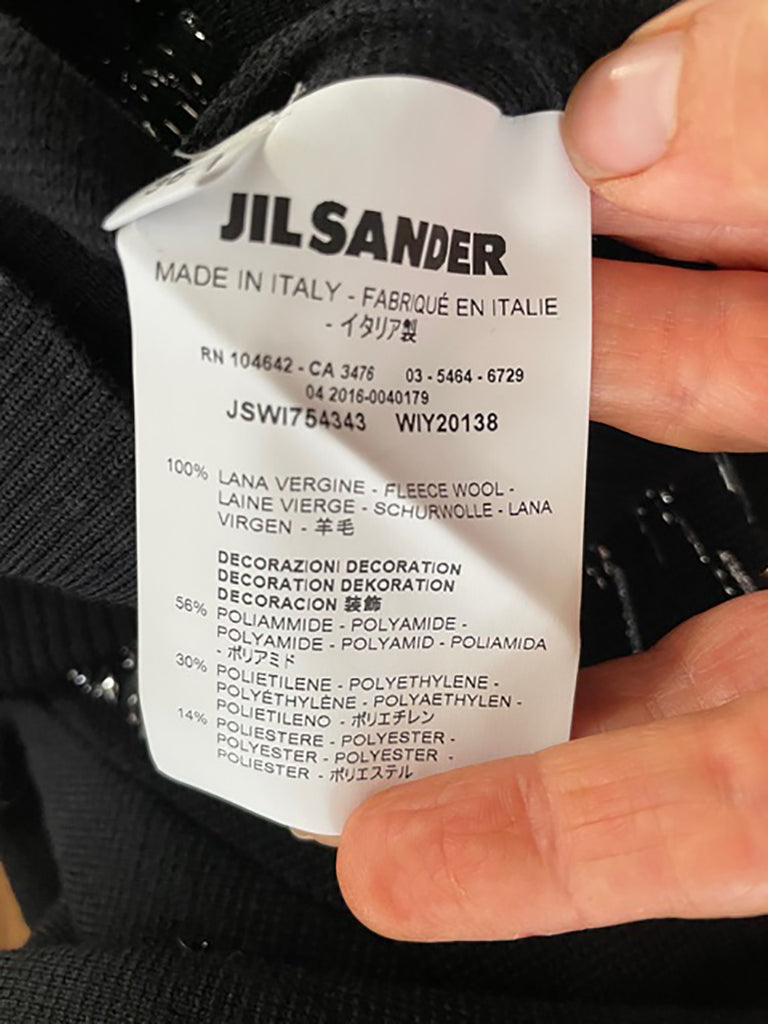 JIL SANDER
MADE IN ITALY - FABRIQUÉ EN ITALIE
- イタリア製
RN 104642 - CA 3476 03 - 5464 - 6729
04 2016-0040179
JSWI754343 WIY20138
100% LANA VERGINE - FLEECE WOOL -
LAINE VIERGE - SCHURWOLLE - LANA
VIRGEN - 羊毛
DECORAZIONI DECORATION
DECORATION DEKORATION
DECORACION 装飾
56% POLIAMMIDE - POLYAMIDE -
POLYAMIDE - POLYAMID - POLIAMIDA
- ポリアミド
30% POLIETILENE - POLYETHYLENE -
POLYÉTHYLÈNE - POLYAETHYLEN -
POLIETILENO - ポリエチレン
14% POLIESTERE - POLYESTER -
POLYESTER - POLYESTER -
POLIESTER - ポリエステル